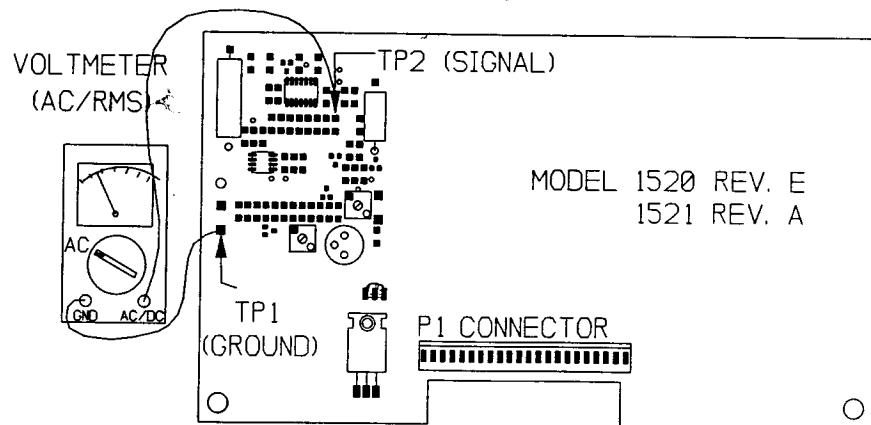 VOLTMETER
(AC/RMS)
TP2 (SIGNAL)
MODEL 1520 REV. E
1521 REV. A
AC
GND AC/DC
TP1
(GROUND)
P1 CONNECTOR